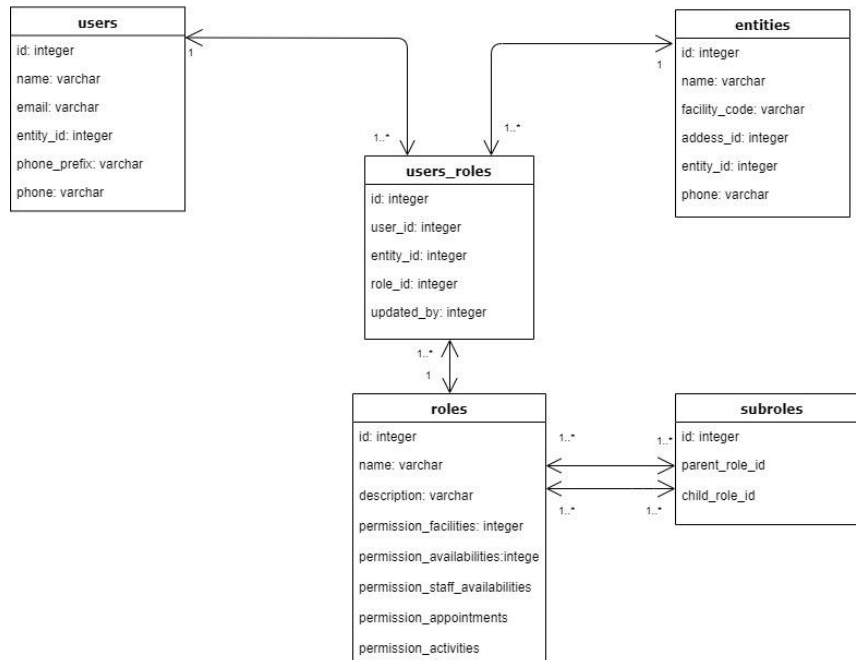 users
id: integer
name: varchar
email: varchar
entity_id: integer
phone_prefix: varchar
phone: varchar
1
1..*
entities
id: integer
name: varchar
facility_code: varchar
addess_id: integer
entity_id: integer
phone: varchar
1
1..*
users_roles
id: integer
user_id: integer
entity_id: integer
role_id: integer
updated_by: integer
1..*
1
roles
id: integer
name: varchar
description: varchar
permission_facilities: integer
permission_availabilities:intege
permission_staff_availabilities
permission_appointments
permission_activities
1..*
1..*
1..*
1..*
subroles
id: integer
parent_role_id
child_role_id